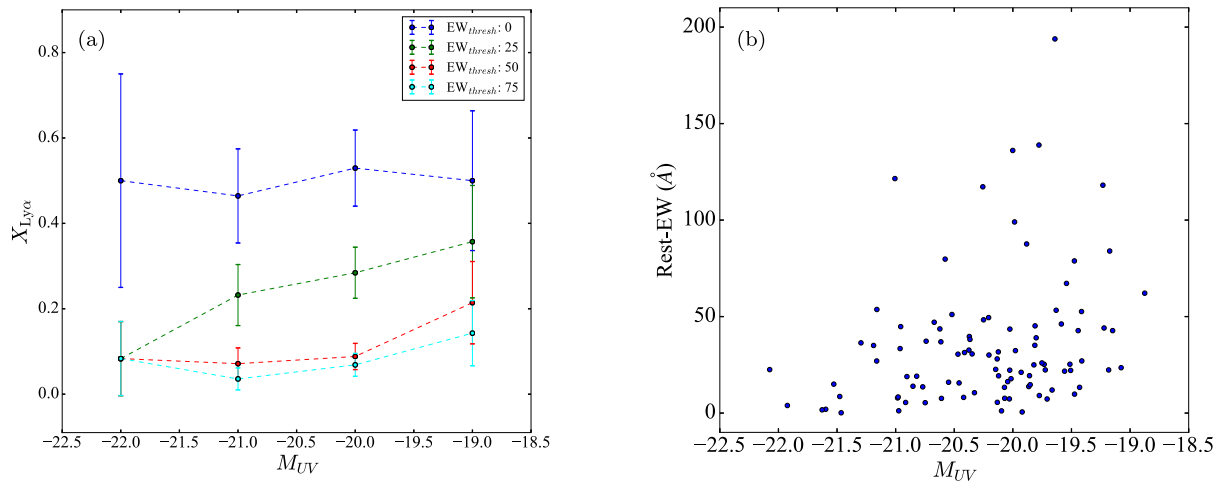 (a)
EW_thresh: 0
EW_thresh: 25
EW_thresh: 50
EW_thresh: 75
0.8
0.6
0.4
0.2
0.0
X_Lyα
−22.5 −22.0 −21.5 −21.0 −20.5 −20.0 −19.5 −19.0 −18.5
M_UV
(b)
200
150
100
50
0
Rest-EW (Å)
−22.5 −22.0 −21.5 −21.0 −20.5 −20.0 −19.5 −19.0 −18.5
M_UV